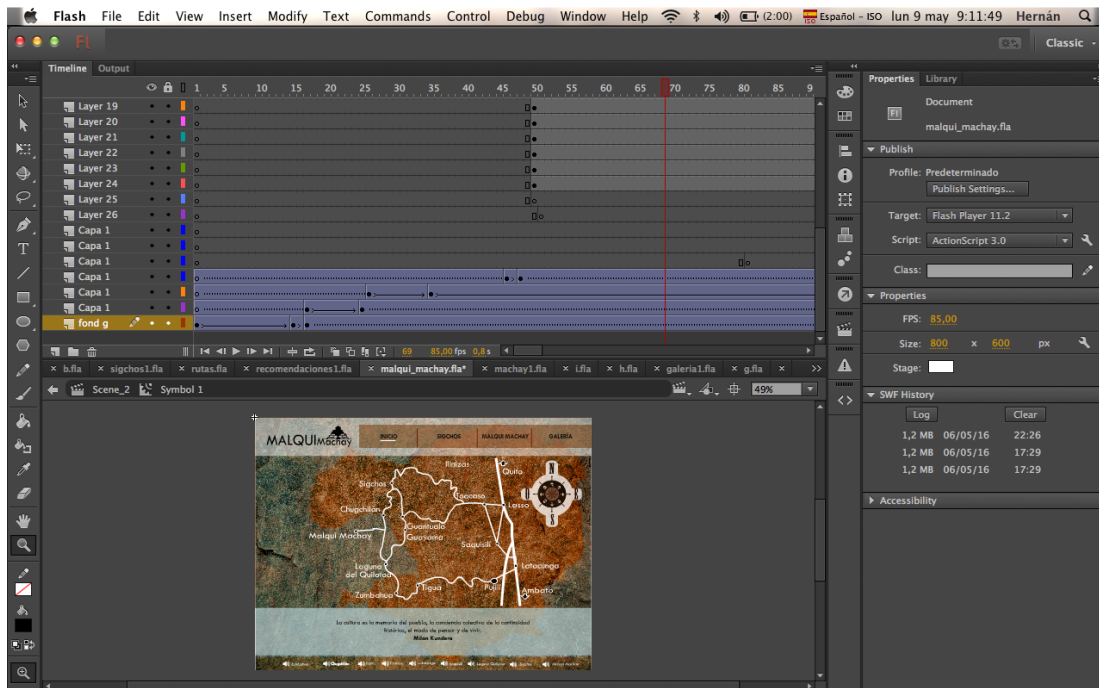 Flash File Edit View Insert Modify Text Commands Control Debug Window Help (2:00) Español - ISO lun 9 may 9:11:49 Hernán
Fl Classic
Timeline Output
1 5 10 15 20 25 30 35 40 45 50 55 60 65 70 75 80 85 9
Layer 19
Layer 20
Layer 21
Layer 22
Layer 23
Layer 24
Layer 25
Layer 26
Capa 1
Capa 1
Capa 1
Capa 1
Capa 1
Capa 1
fond g
69 85,00 fps 0,8 s
b.fla sigchos1.fla rutas.fla recomendaciones1.fla malqui_machay.fla* machay1.fla i.fla h.fla galeria1.fla g.fla
Scene_2 Symbol 1 49%
MALQUIMachay INICIO SIGCHOS MALQUI MACHAY GALERÍA
Quito
N
Sigchos
Toacaso
Lasso
Chugchilán
S
Guantualo
Malqui Machay
Guasama
Saquisilí
Laguna
del Quilotoa
Latacunga
Tigua
Pujilí
Zumbahua
Ambato
La cultura es la memoria del pueblo, la conciencia colectiva de la continuidad
histórica, el modo de pensar y de vivir.
Milan Kundera
Properties Library
Document
Fl
malqui_machay.fla
Publish
Profile: Predeterminado
Publish Settings...
Target: Flash Player 11.2
Script: ActionScript 3.0
Class:
Properties
FPS: 85,00
Size: 800 x 600 px
Stage:
SWF History
Log Clear
1,2 MB 06/05/16 22:26
1,2 MB 06/05/16 17:29
1,2 MB 06/05/16 17:29
Accessibility